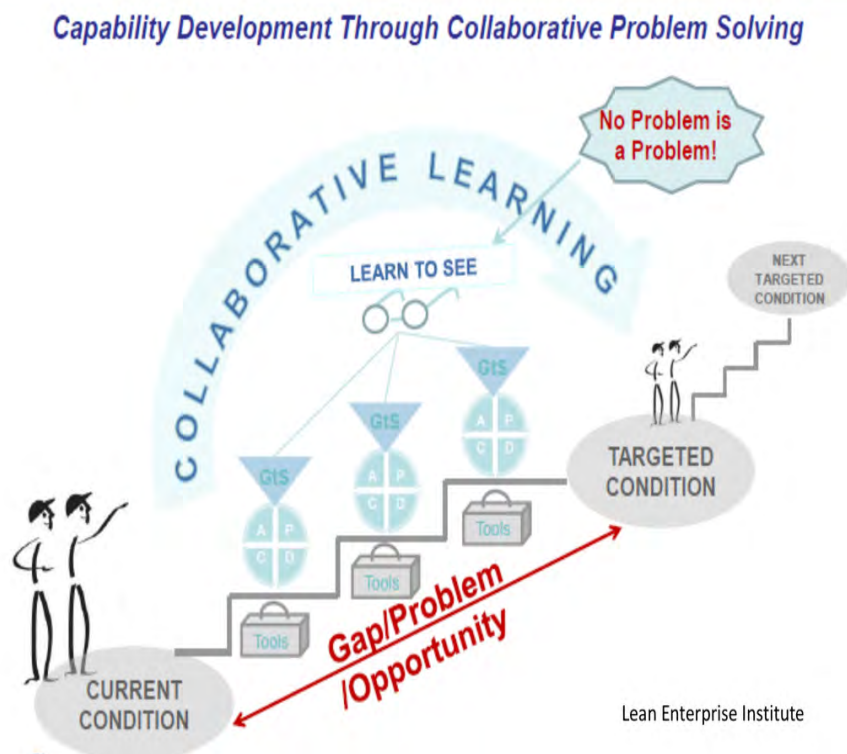 Capability Development Through Collaborative Problem Solving
No Problem is
a Problem!
COLLABORATIVE LEARNING
LEARN TO SEE
NEXT
TARGETED
CONDITION
GtS
A P
C D
GtS
A P
C D
GtS
A P
C D
TARGETED
CONDITION
Tools
Tools
Tools
Gap/Problem
/Opportunity
CURRENT
CONDITION
Lean Enterprise Institute